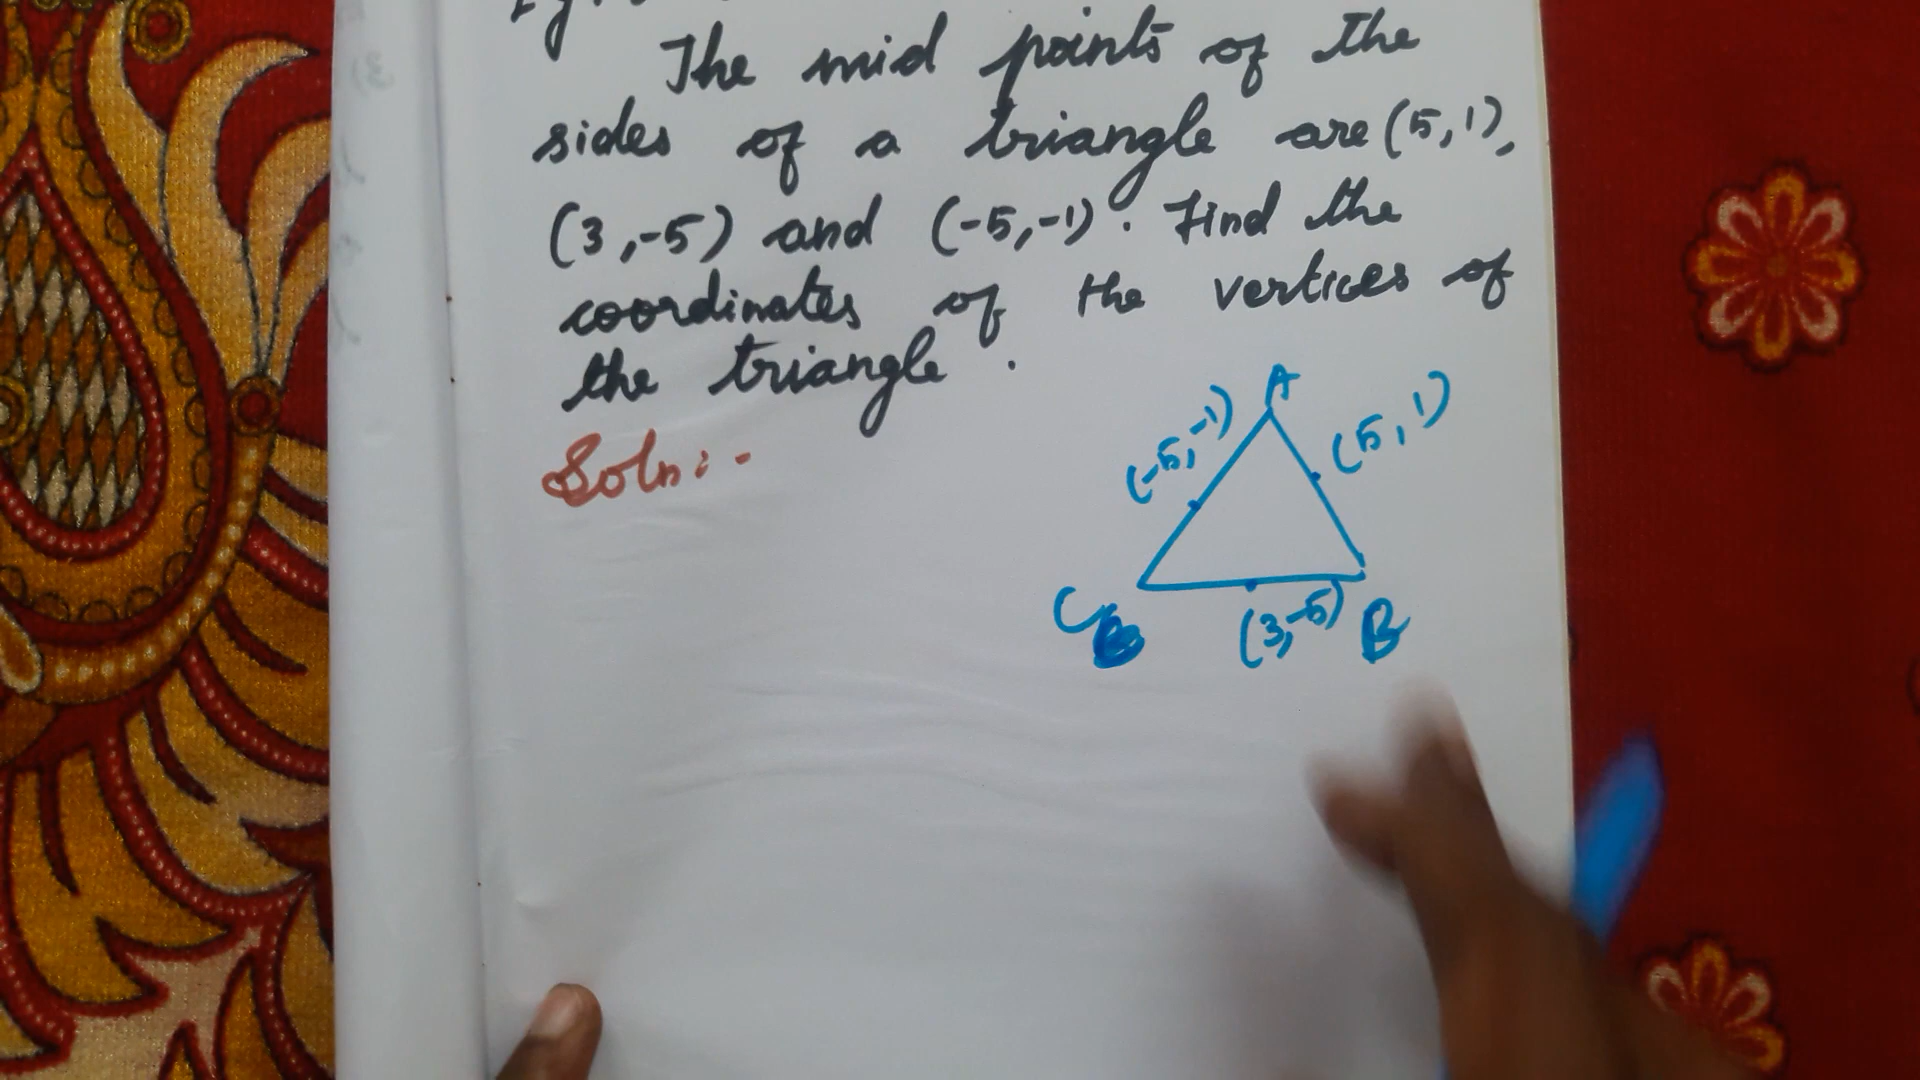 The mid points of the
sides of a triangle are (5,1),
(3,-5) and (-5,-1). Find the
coordinates of the vertices of
the triangle.
Soln:-
A
(-5,-1)
(5,1)
C
(3,-5)
B